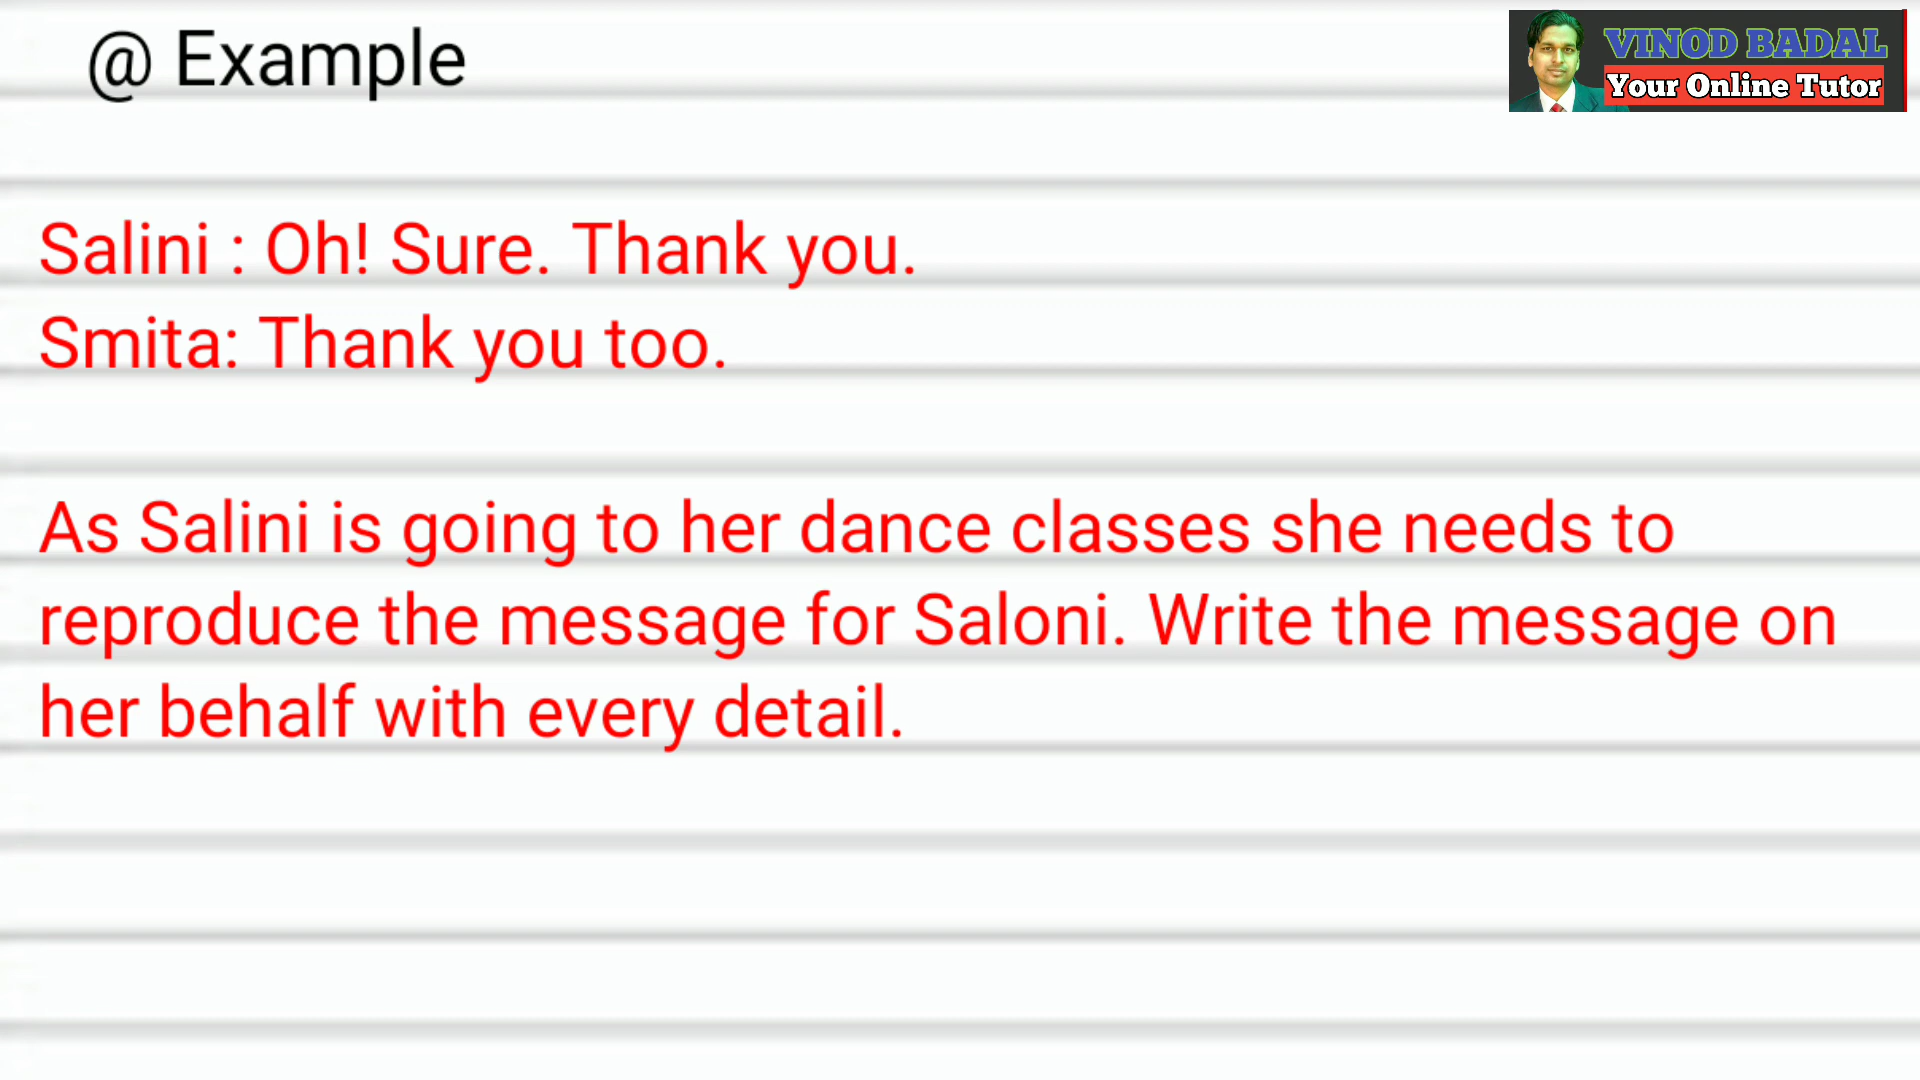 @ Example
VINOD BADAL
Your Online Tutor
Salini : Oh! Sure. Thank you.
Smita: Thank you too.
As Salini is going to her dance classes she needs to
reproduce the message for Saloni. Write the message on
her behalf with every detail.